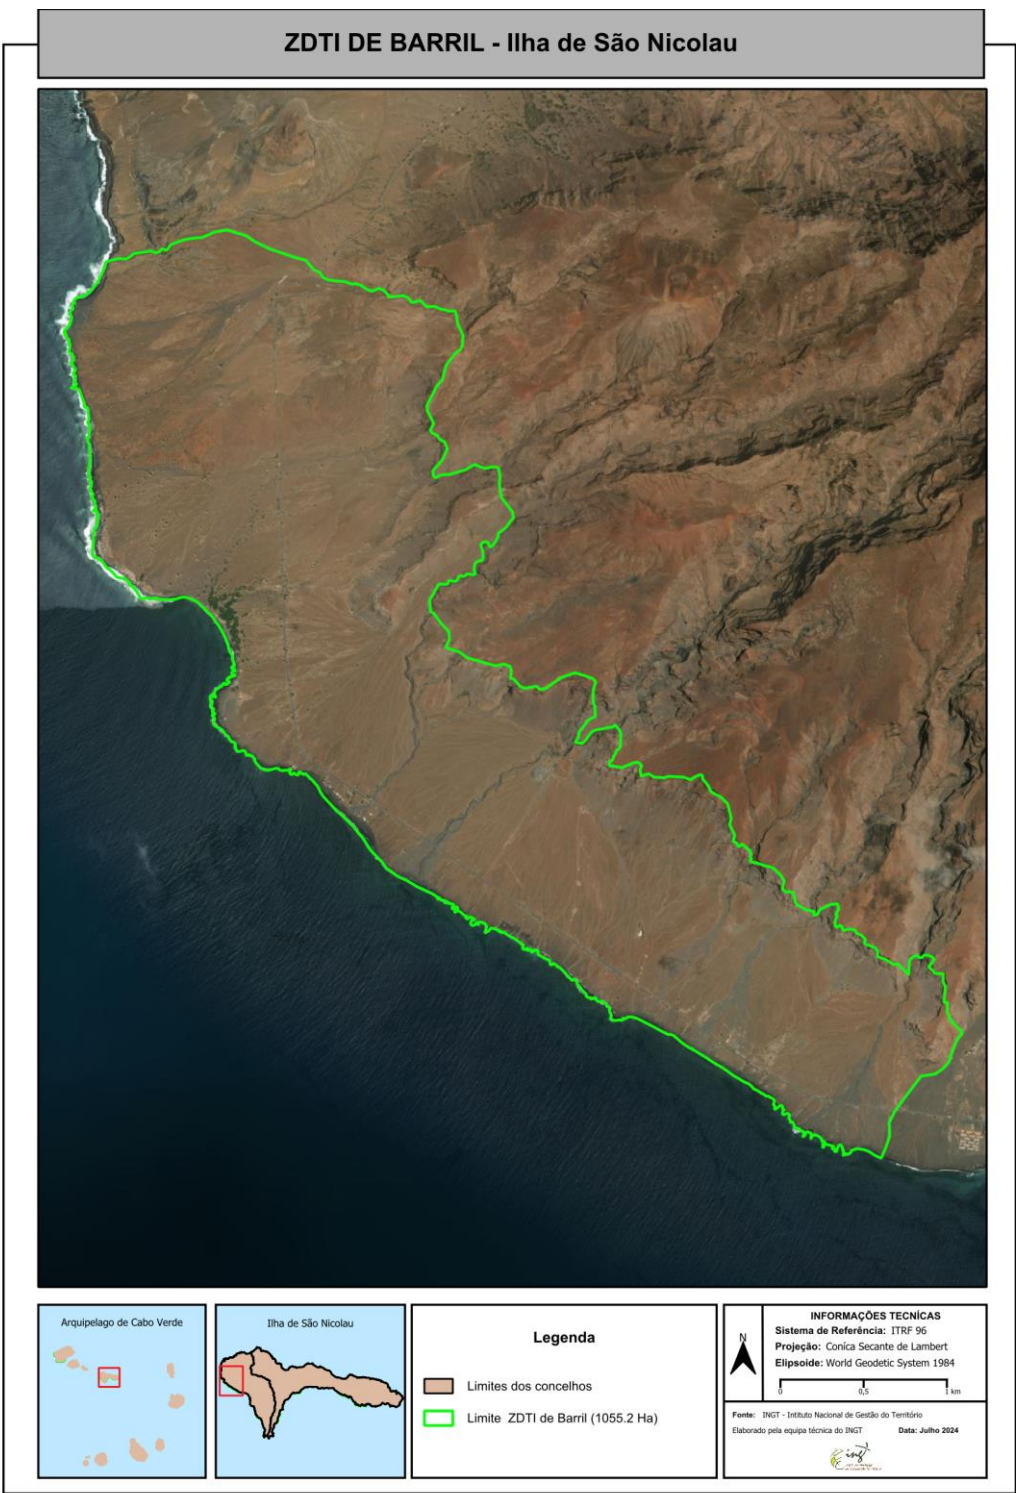 ZDTI DE BARRIL - Ilha de São Nicolau
Arquipelago de Cabo Verde
Ilha de São Nicolau
Legenda
Limites dos concelhos
Limite ZDTI de Barril (1055.2 Ha)
N
INFORMAÇÕES TECNÍCAS
Sistema de Referência: ITRF 96
Projeção: Coníca Secante de Lambert
Elipsoide: World Geodetic System 1984
0 0,5 1 km
Fonte: INGT - Intituto Nacional de Gestão do Território
Elaborado pela equipa técnica do INGT Data: Julho 2024
ingt